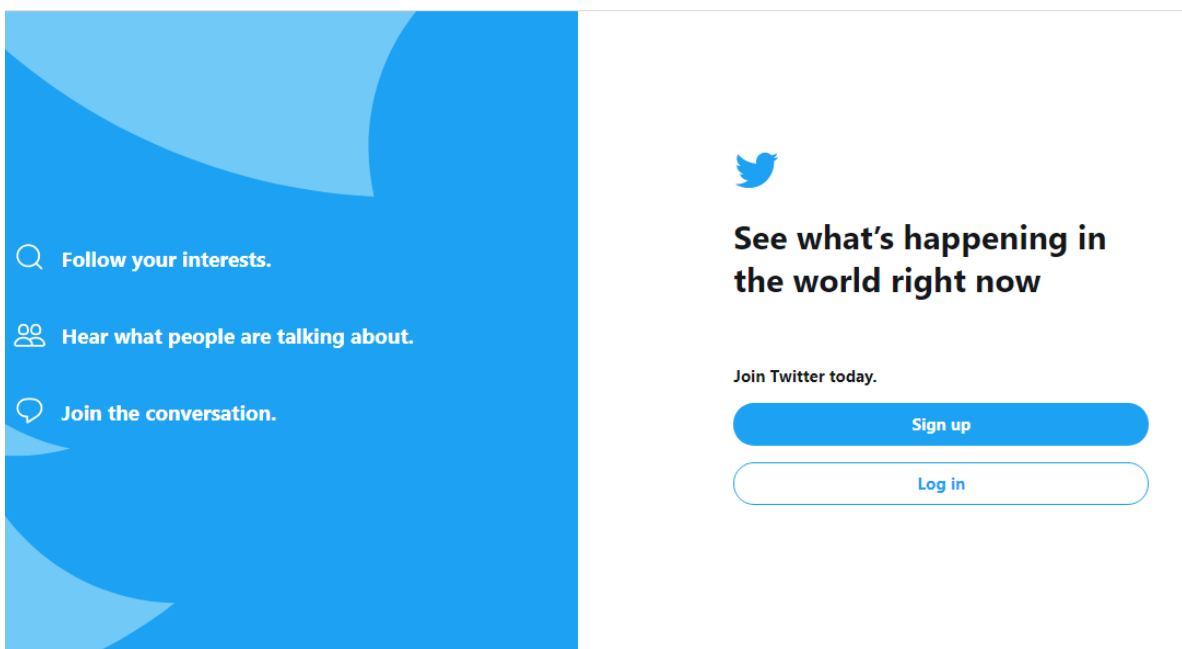 Follow your interests.
Hear what people are talking about.
Join the conversation.
See what’s happening in
the world right now
Join Twitter today.
Sign up
Log in